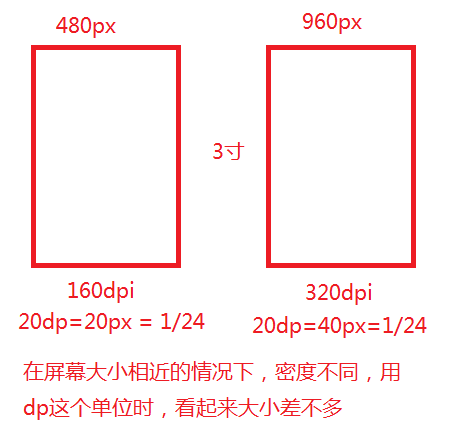 480px
960px
3寸
160dpi
320dpi
20dp=20px = 1/24
20dp=40px=1/24
在屏幕大小相近的情况下，密度不同，用
dp这个单位时，看起来大小差不多